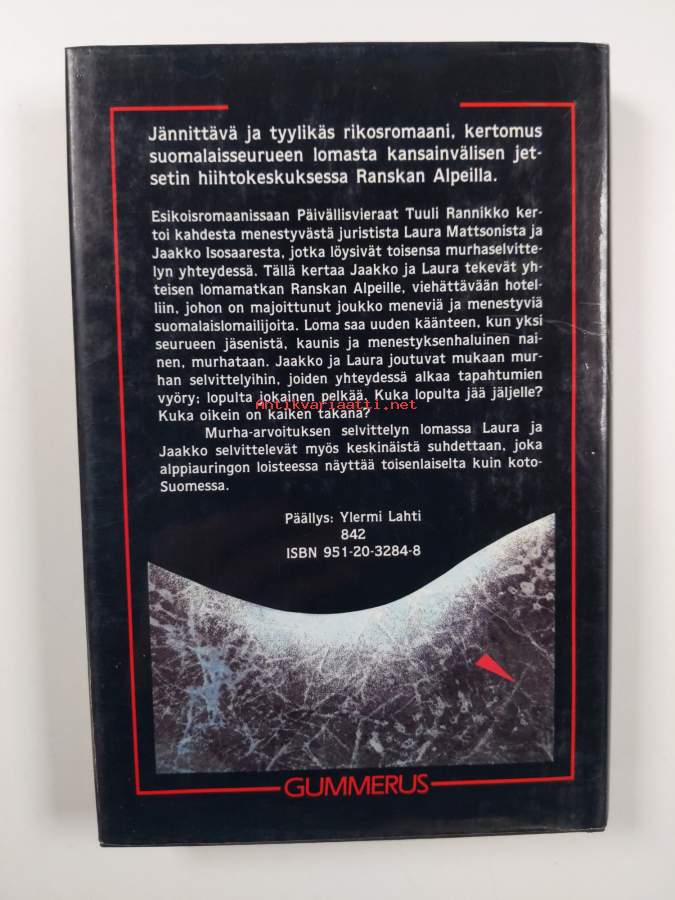 Jännittävä ja tyylikäs rikosromaani, kertomus
suomalaisseurueen lomasta kansainvälisen jet-
setin hiihtokeskuksessa Ranskan Alpeilla.
Esikoisromaanissaan Päivällisvieraat Tuuli Rannikko ker-
toi kahdesta menestyvästä juristista Laura Mattsonista ja
Jaakko Isosaaresta, jotka löysivät toisensa murhaselvitte-
lyn yhteydessä. Tällä kertaa Jaakko ja Laura tekevät yh-
teisen lomamatkan Ranskan Alpeille, viehättävään hotel-
liin, johon on majoittunut joukko meneviä ja menestyviä
suomalaislomailijoita. Loma saa uuden käänteen, kun yksi
seurueen jäsenistä, kaunis ja menestyksenhaluinen nai-
nen, murhataan. Jaakko ja Laura joutuvat mukaan mur-
han selvittelyihin, joiden yhteydessä alkaa tapahtumien
vyöry: lopulta jokainen pelkää. Kuka lopulta jää jäljelle?
Antikvariaatti.net
Kuka oikein on kaiken takana?
Murha-arvoituksen selvittelyn lomassa Laura ja
Jaakko selvittelevät myös keskinäistä suhdettaan, joka
alppiauringon loisteessa näyttää toisenlaiselta kuin koto-
Suomessa.
Päällys: Ylermi Lahti
842
ISBN 951-20-3284-8
GUMMERUS